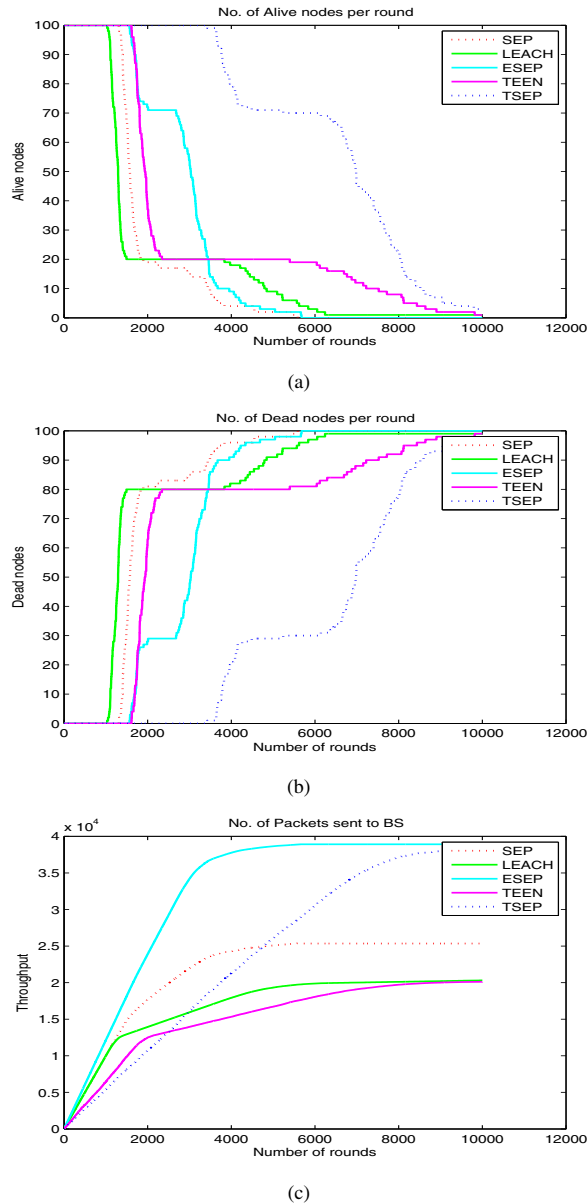 No. of Alive nodes per round
100
90
80
70
60
50
40
30
20
10
0
Alive nodes
SEP
LEACH
ESEP
TEEN
TSEP
0 2000 4000 6000 8000 10000 12000
Number of rounds
(a)
No. of Dead nodes per round
100
90
80
70
60
50
40
30
20
10
0
Dead nodes
SEP
LEACH
ESEP
TEEN
TSEP
0 2000 4000 6000 8000 10000 12000
Number of rounds
(b)
No. of Packets sent to BS
x 10^4
4
3.5
3
2.5
2
1.5
1
0.5
0
Throughput
SEP
LEACH
ESEP
TEEN
TSEP
0 2000 4000 6000 8000 10000 12000
Number of rounds
(c)